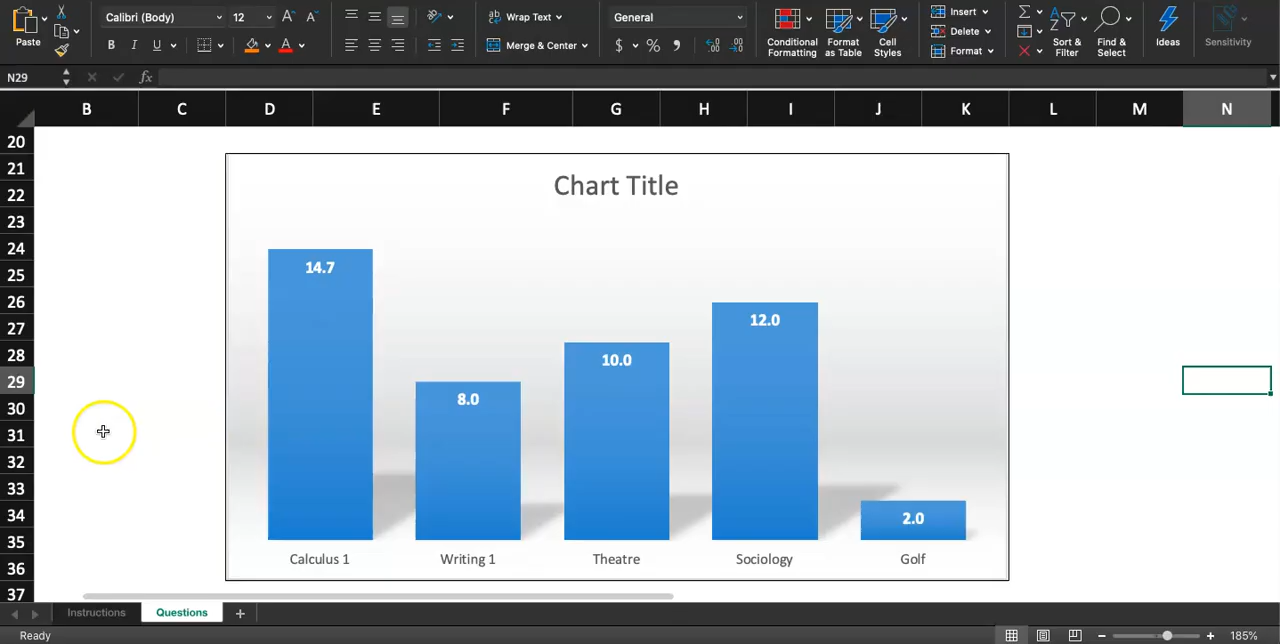 Paste
Calibri (Body) 12 A A
Wrap Text
General
B I U A
Merge & Center
$ % 
Conditional Formatting
Format as Table
Cell Styles
Insert
Delete
Format
Sort & Filter
Find & Select
Ideas
Sensitivity
N29 fx
B C D E F G H I J K L M N
20
21
22
23
24
25
26
27
28
29
30
31
32
33
34
35
36
37
Chart Title
14.7
8.0
10.0
12.0
2.0
Calculus 1 Writing 1 Theatre Sociology Golf
Instructions Questions +
Ready
− + 185%